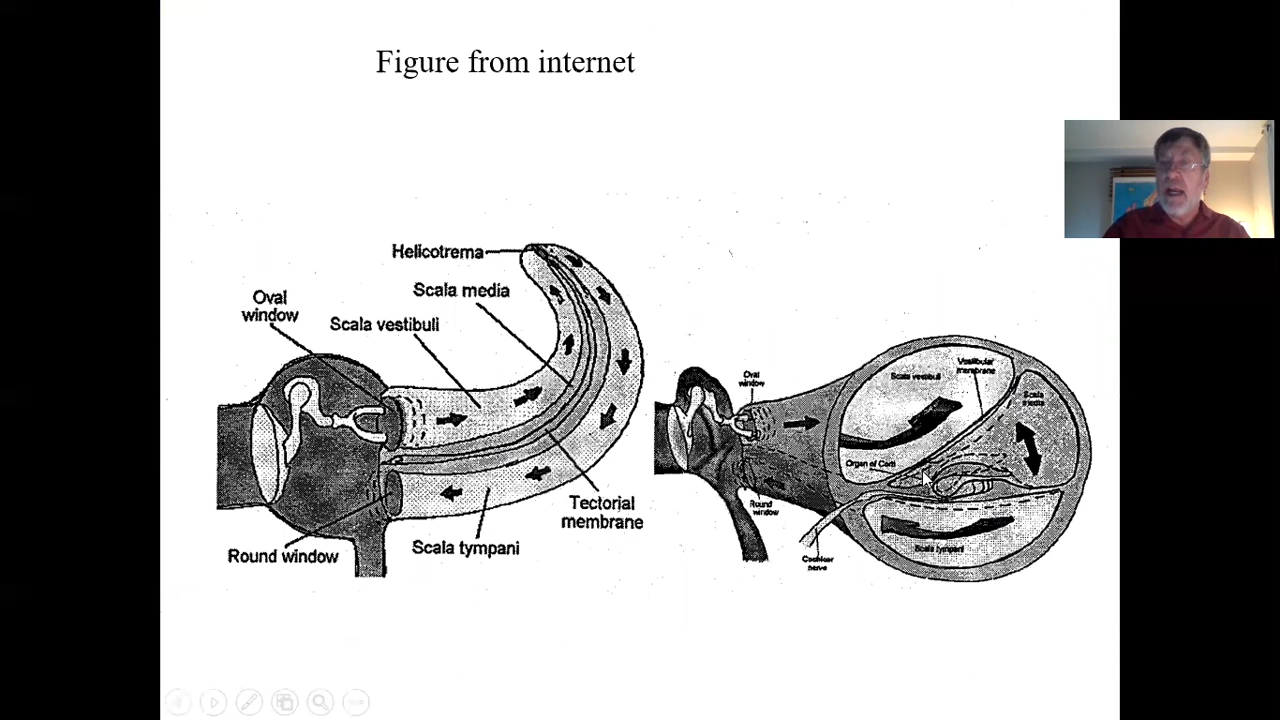 Figure from internet
Helicotrema
Scala media
Oval
window
Scala vestibuli
Tectorial
membrane
Round window
Scala tympani
Oval
window
Scala vestibuli
Vestibular
membrane
Scala
media
Organ of Corti
Round
window
Scala tympani
Cochlear
nerve